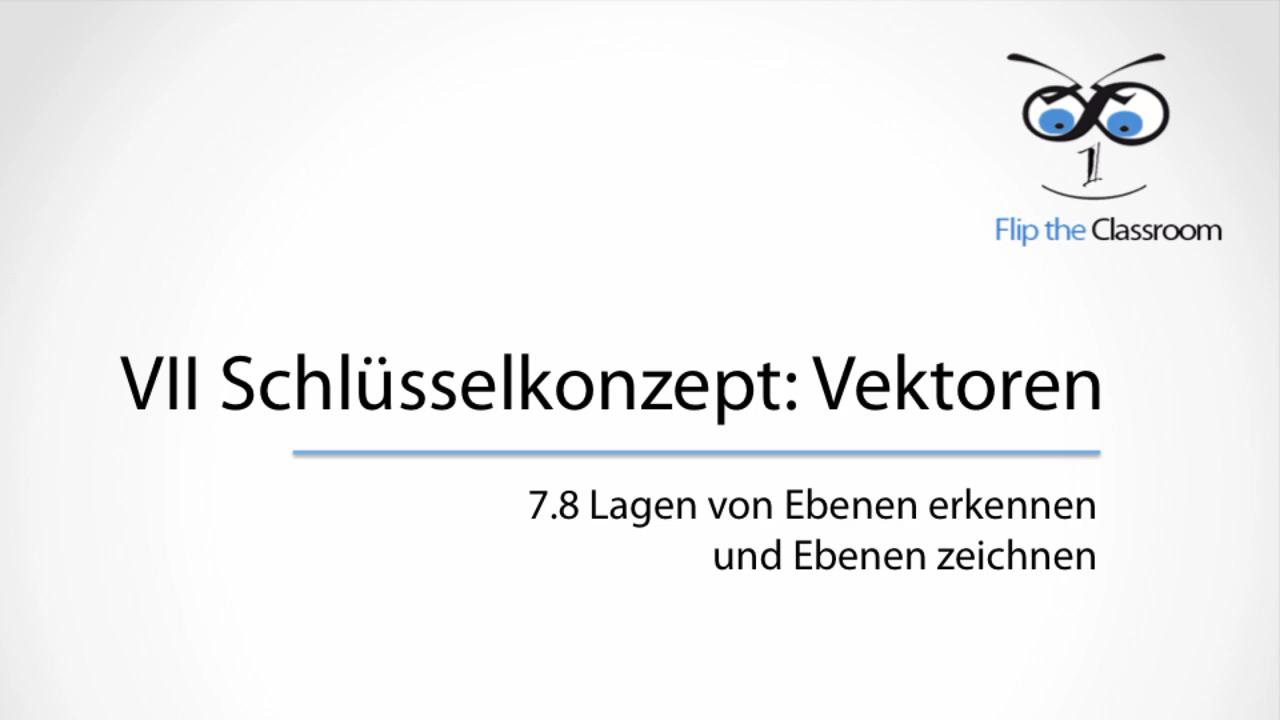 Flip the Classroom
VII Schlüsselkonzept: Vektoren
7.8 Lagen von Ebenen erkennen
und Ebenen zeichnen